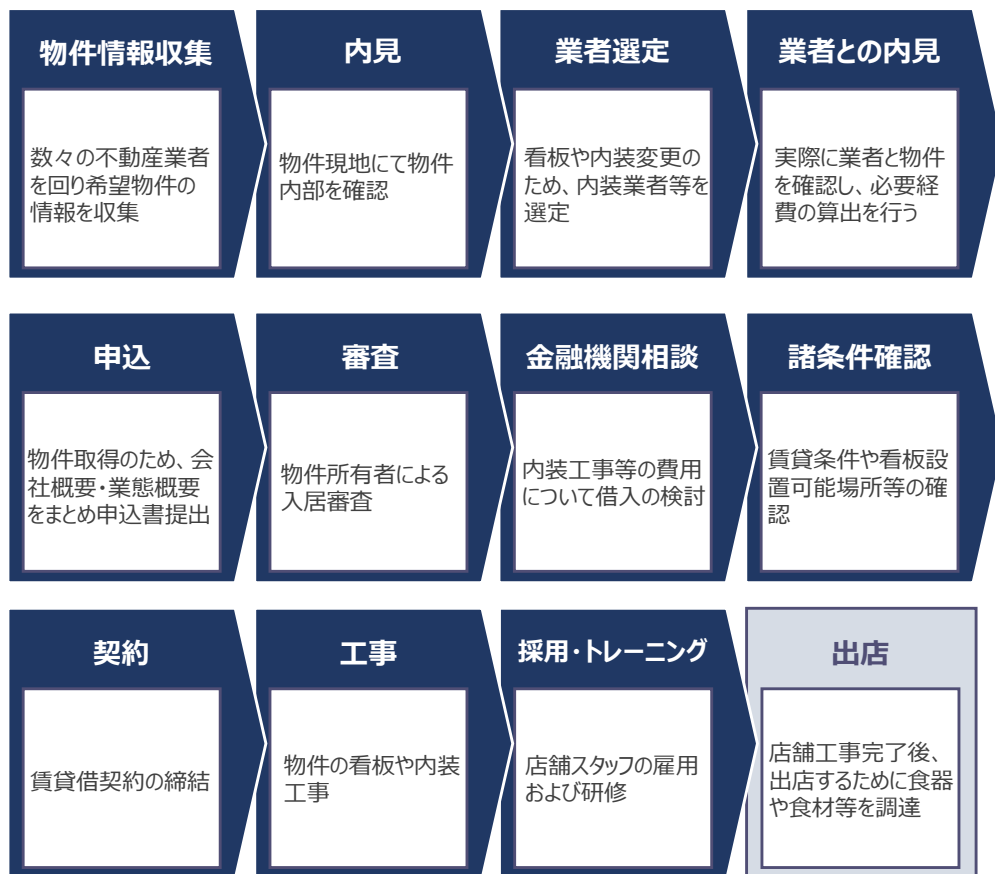 物件情報収集
数々の不動産業者
を回り希望物件の
情報を収集
内見
物件現地にて物件
内部を確認
業者選定
看板や内装変更の
ため、内装業者等を
選定
業者との内見
実際に業者と物件
を確認し、必要経
費の算出を行う
申込
物件取得のため、会
社概要・業態概要
をまとめ申込書提出
審査
物件所有者による
入居審査
金融機関相談
内装工事等の費用
について借入の検討
諸条件確認
賃貸条件や看板設
置可能場所等の確
認
契約
賃貸借契約の締結
工事
物件の看板や内装
工事
採用・トレーニング
店舗スタッフの雇用
および研修
出店
店舗工事完了後、
出店するために食器
や食材等を調達